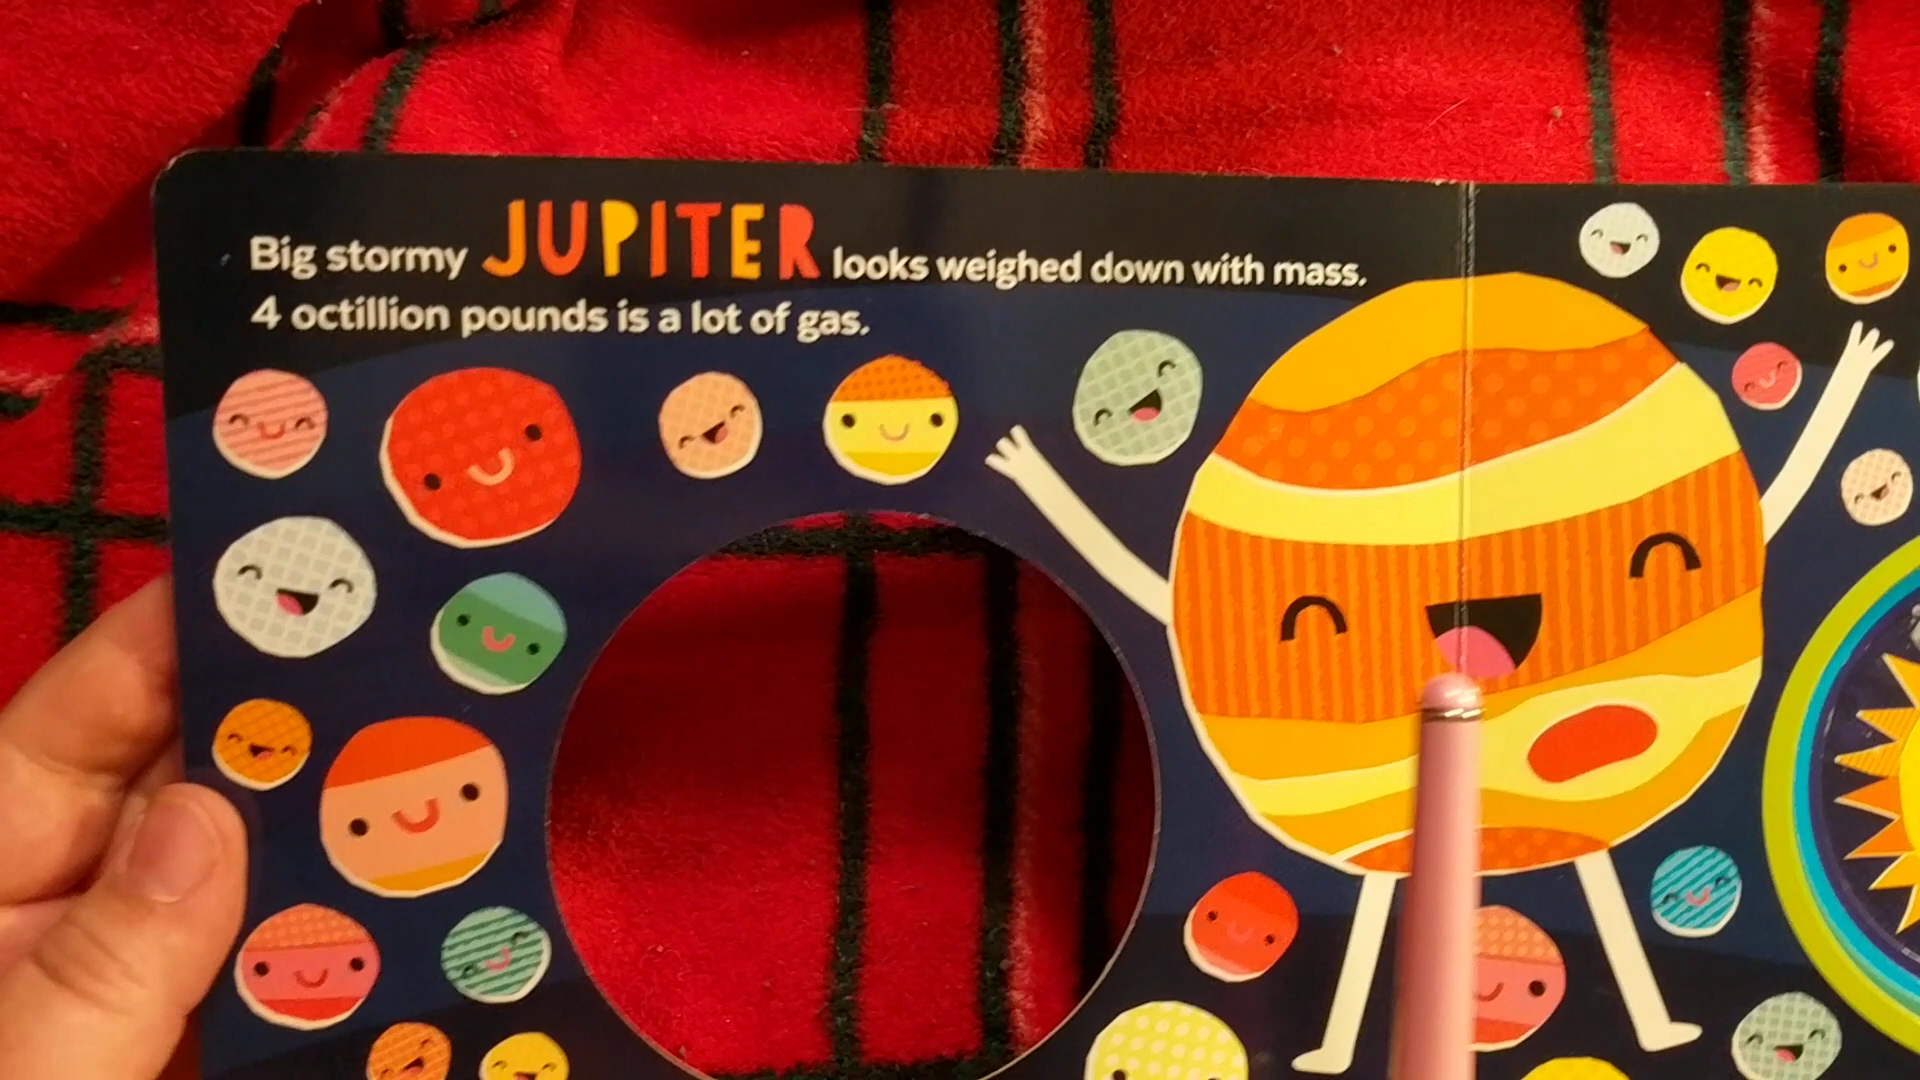 Big stormy JUPITER looks weighed down with mass.
4 octillion pounds is a lot of gas.